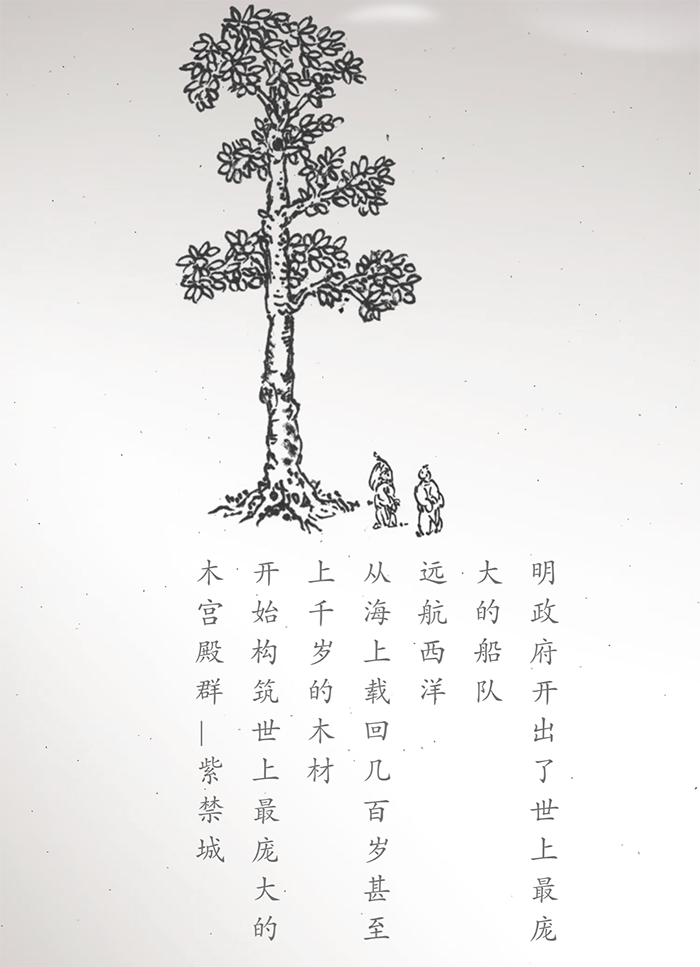 明政府开出了世上最庞
大的船队
远航西洋
从海上载回几百岁甚至
上千岁的木材
开始构筑世上最庞大的
木宫殿群—紫禁城